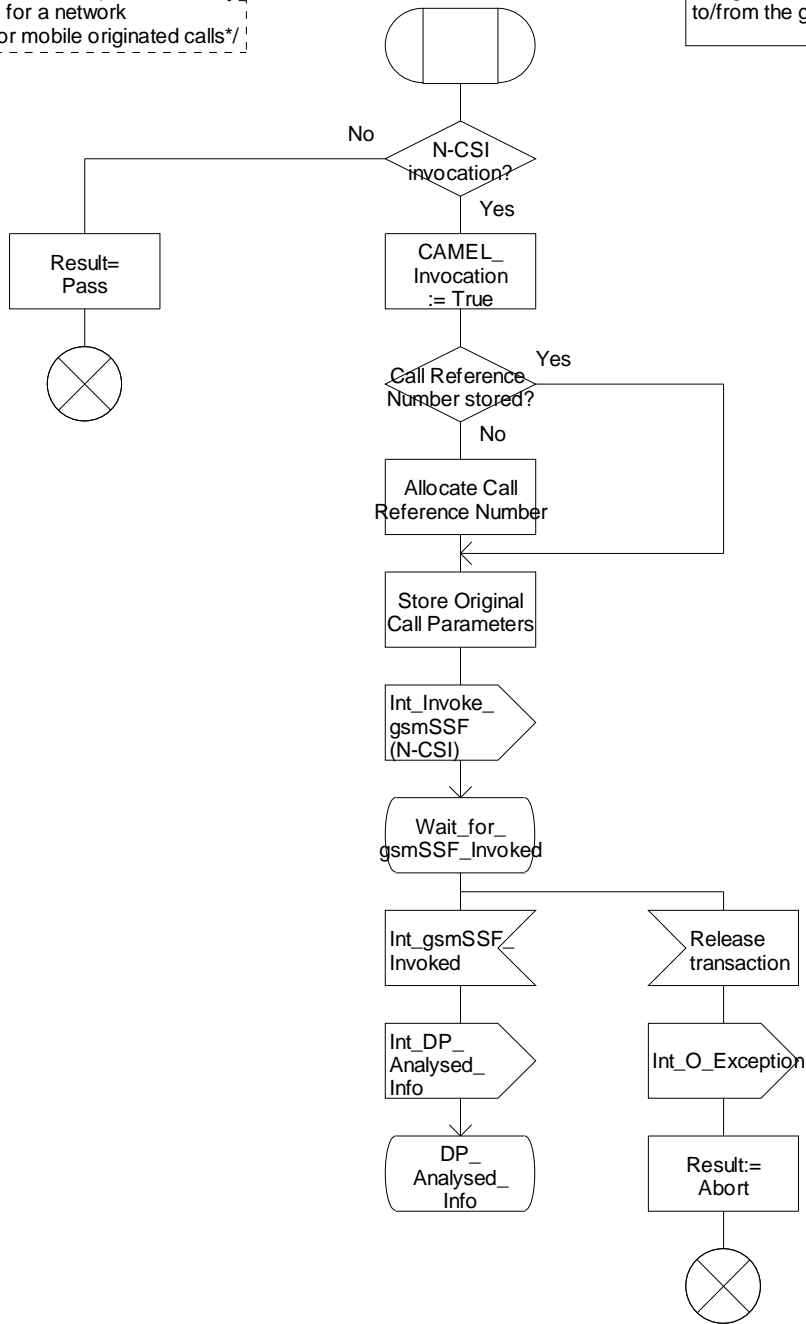 for a network
or mobile originated calls*/
to/from the g
No
N-CSI
invocation?
Yes
Result=
Pass
CAMEL_
Invocation
:= True
Call Reference
Number stored?
Yes
No
Allocate Call
Reference Number
Store Original
Call Parameters
Int_Invoke_
gsmSSF
(N-CSI)
Wait_for_
gsmSSF_Invoked
Int_gsmSSF_
Invoked
Release
transaction
Int_DP_
Analysed_
Info
Int_O_Exception
DP_
Analysed_
Info
Result:=
Abort